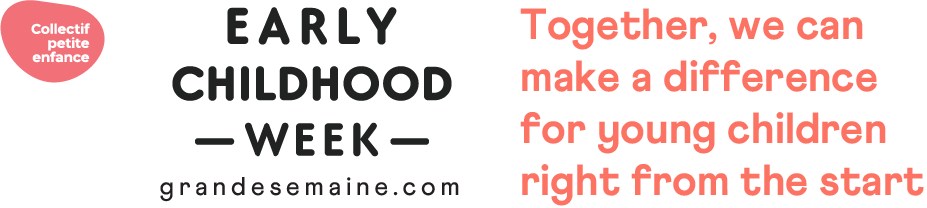 Collectif
petite
enfance
EARLY
CHILDHOOD
— WEEK —
grandesemaine.com
Together, we can
make a difference
for young children
right from the start